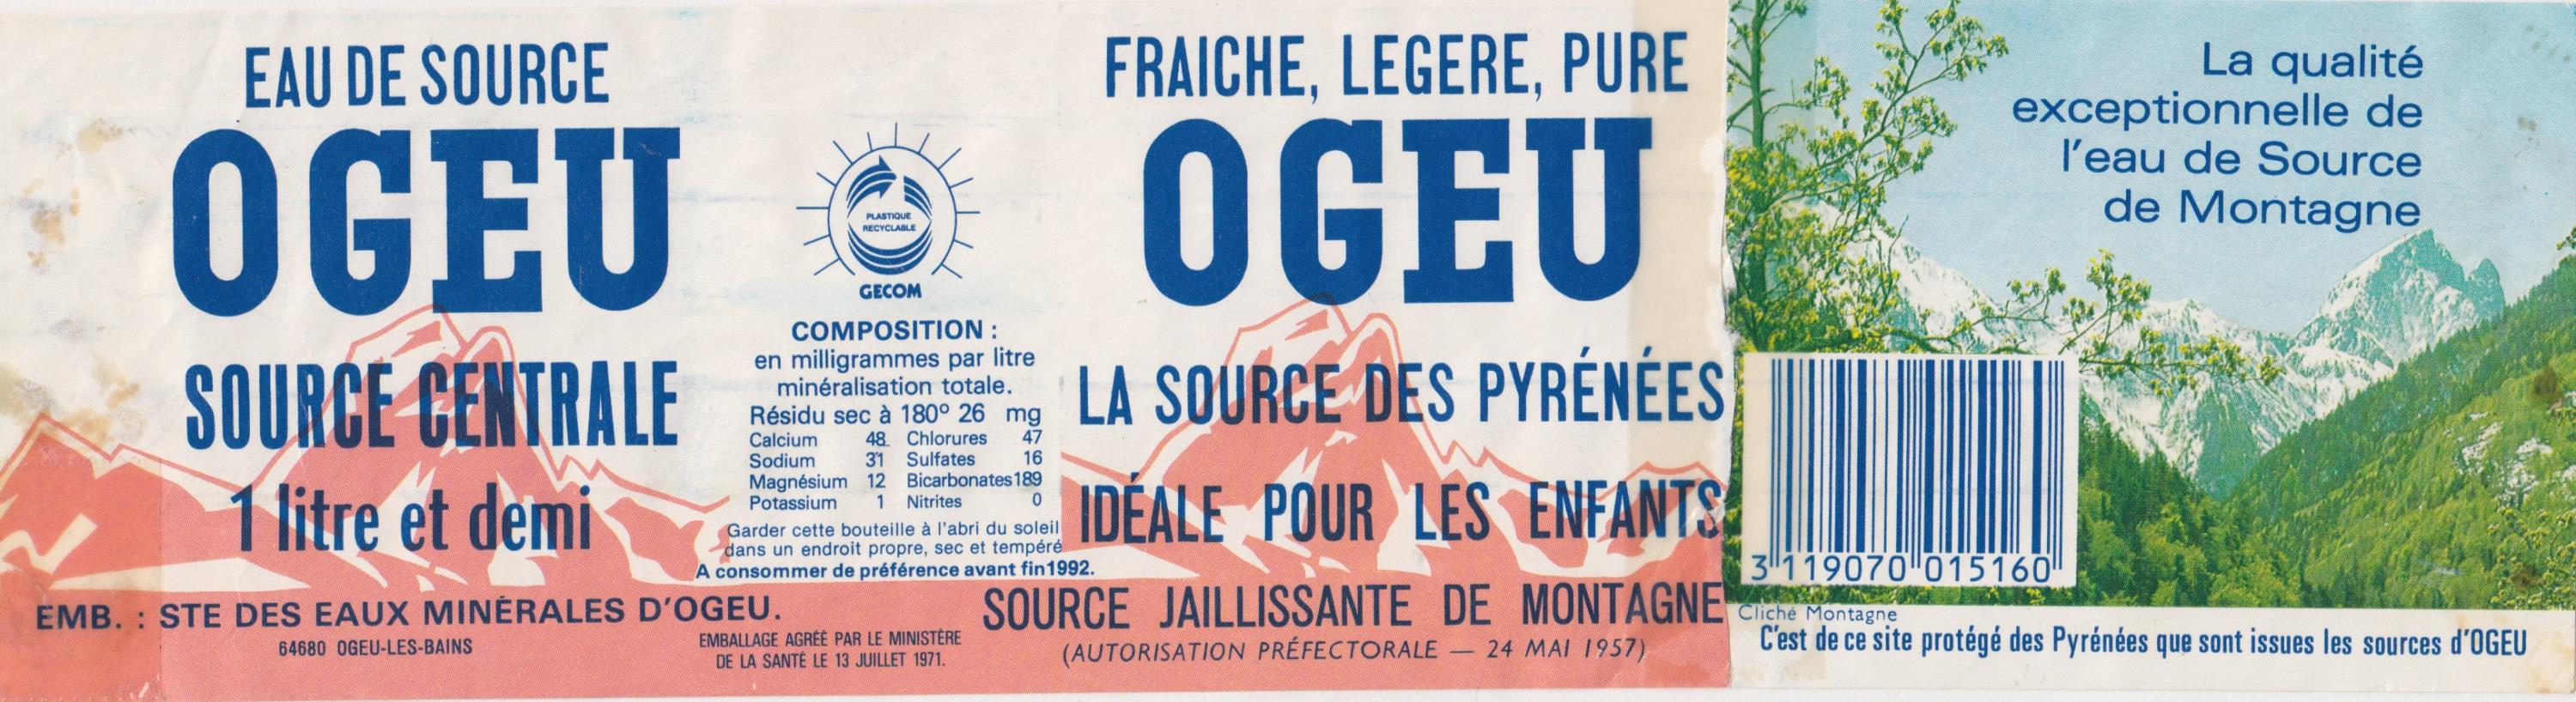 EAU DE SOURCE
OGEU
SOURCE CENTRALE
1 litre et demi
EMB. : STE DES EAUX MINÉRALES D'OGEU.
64680 OGEU-LES-BAINS
PLASTIQUE
RECYCLABLE
GECOM
COMPOSITION :
en milligrammes par litre
minéralisation totale.
Résidu sec à 180º 26 mg
Calcium 48 Chlorures 47
Sodium 31 Sulfates 16
Magnésium 12 Bicarbonates 189
Potassium 1 Nitrites 0
Garder cette bouteille à l'abri du soleil
dans un endroit propre, sec et tempéré
A consommer de préférence avant fin 1992.
EMBALLAGE AGRÉÉ PAR LE MINISTÈRE
DE LA SANTÉ LE 13 JUILLET 1971.
FRAICHE, LEGERE, PURE
OGEU
LA SOURCE DES PYRÉNÉES
IDÉALE POUR LES ENFANTS
SOURCE JAILLISSANTE DE MONTAGNE
(AUTORISATION PRÉFECTORALE — 24 MAI 1957)
La qualité
exceptionnelle de
l'eau de Source
de Montagne
3 119070 015160
Cliché Montagne
C'est de ce site protégé des Pyrénées que sont issues les sources d'OGEU